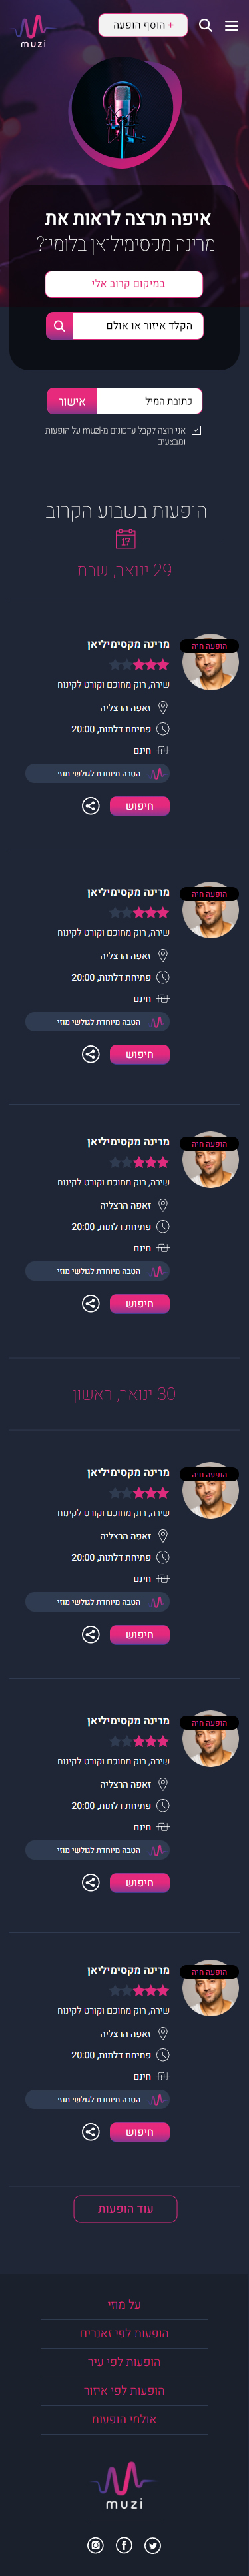 + הוסף הופעה
muzi
איפה תרצה לראות את
מרינה מקסימיליאן בלומין?
במיקום קרוב אלי
הקלד איזור או אולם
כתובת המיל
אישור
אני רוצה לקבל עדכונים מ-muzi על הופעות
ומבצעים
הופעות בשבוע הקרוב
17
29 ינואר, שבת
הופעה חיה
מרינה מקסימיליאן
שירה, רוק מחוכם וקורט לקינוח
זאפה הרצליה
פתיחת דלתות, 20:00
חינם
הטבה מיוחדת לגולשי מוזי
חיפוש
הופעה חיה
מרינה מקסימיליאן
שירה, רוק מחוכם וקורט לקינוח
זאפה הרצליה
פתיחת דלתות, 20:00
חינם
הטבה מיוחדת לגולשי מוזי
חיפוש
הופעה חיה
מרינה מקסימיליאן
שירה, רוק מחוכם וקורט לקינוח
זאפה הרצליה
פתיחת דלתות, 20:00
חינם
הטבה מיוחדת לגולשי מוזי
חיפוש
30 ינואר, ראשון
הופעה חיה
מרינה מקסימיליאן
שירה, רוק מחוכם וקורט לקינוח
זאפה הרצליה
פתיחת דלתות, 20:00
חינם
הטבה מיוחדת לגולשי מוזי
חיפוש
הופעה חיה
מרינה מקסימיליאן
שירה, רוק מחוכם וקורט לקינוח
זאפה הרצליה
פתיחת דלתות, 20:00
חינם
הטבה מיוחדת לגולשי מוזי
חיפוש
הופעה חיה
מרינה מקסימיליאן
שירה, רוק מחוכם וקורט לקינוח
זאפה הרצליה
פתיחת דלתות, 20:00
חינם
הטבה מיוחדת לגולשי מוזי
חיפוש
עוד הופעות
על מוזי
הופעות לפי זאנרים
הופעות לפי עיר
הופעות לפי איזור
אולמי הופעות
muzi